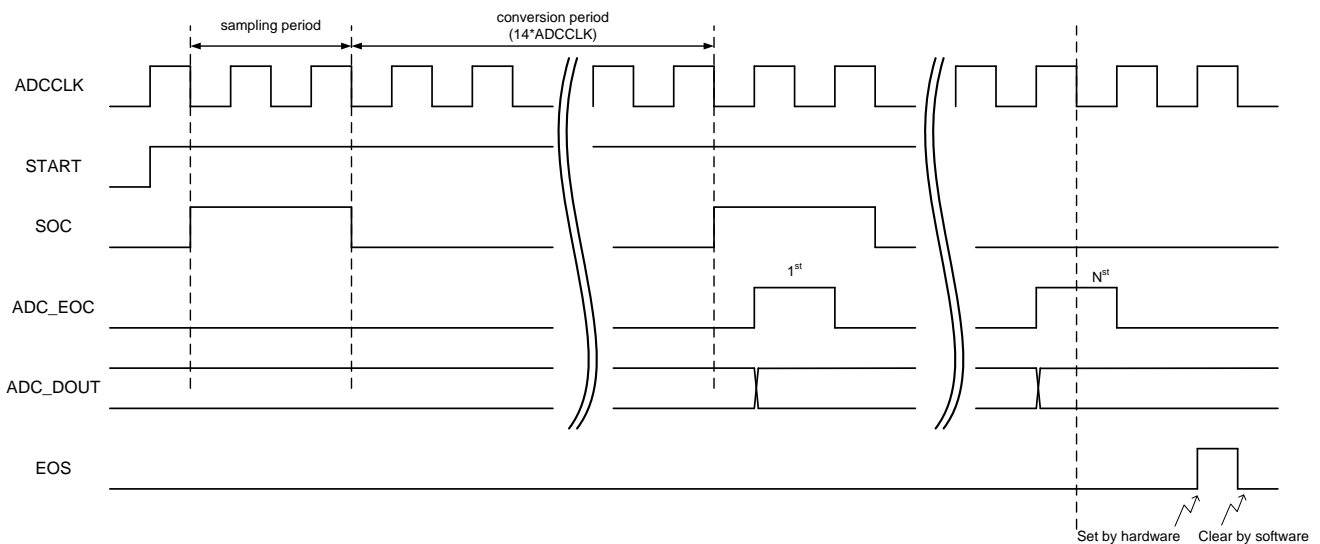 sampling period
conversion period
(14*ADCCLK)
ADCCLK
START
SOC
1st
Nst
ADC_EOC
ADC_DOUT
EOS
Set by hardware
Clear by software